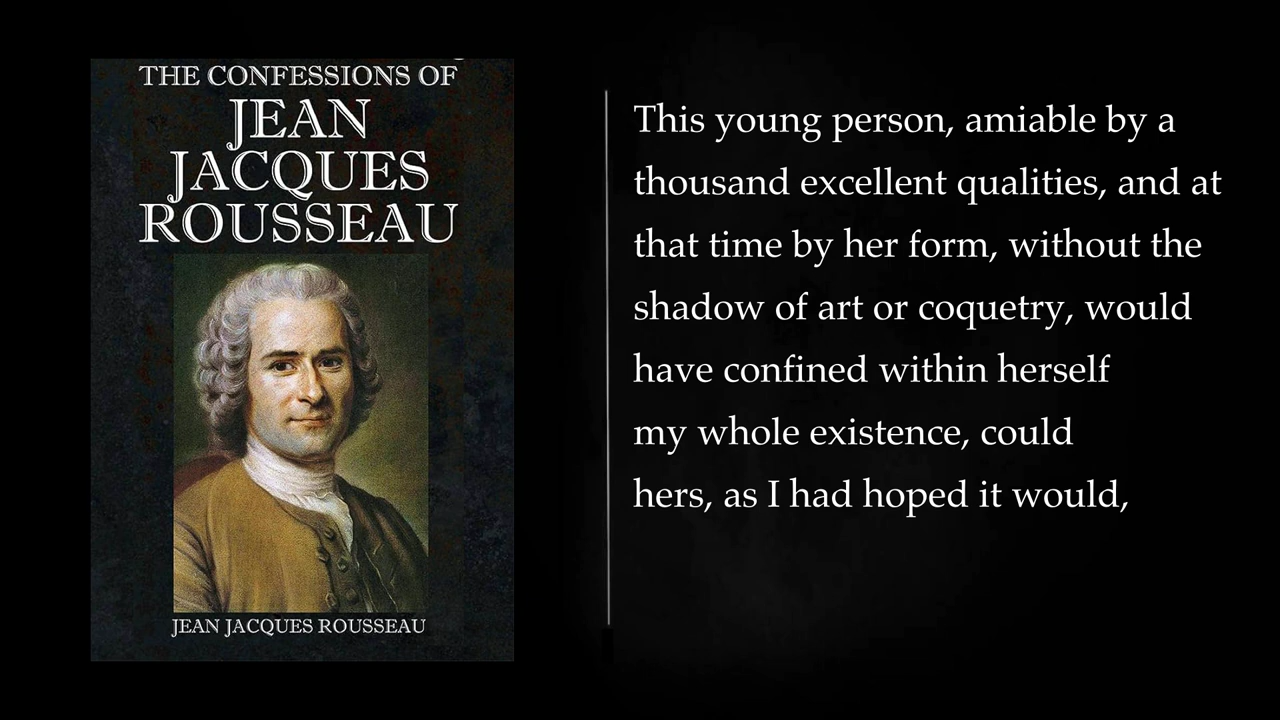 THE CONFESSIONS OF
JEAN
JACQUES
ROUSSEAU
JEAN JACQUES ROUSSEAU
This young person, amiable by a
thousand excellent qualities, and at
that time by her form, without the
shadow of art or coquetry, would
have confined within herself
my whole existence, could
hers, as I had hoped it would,